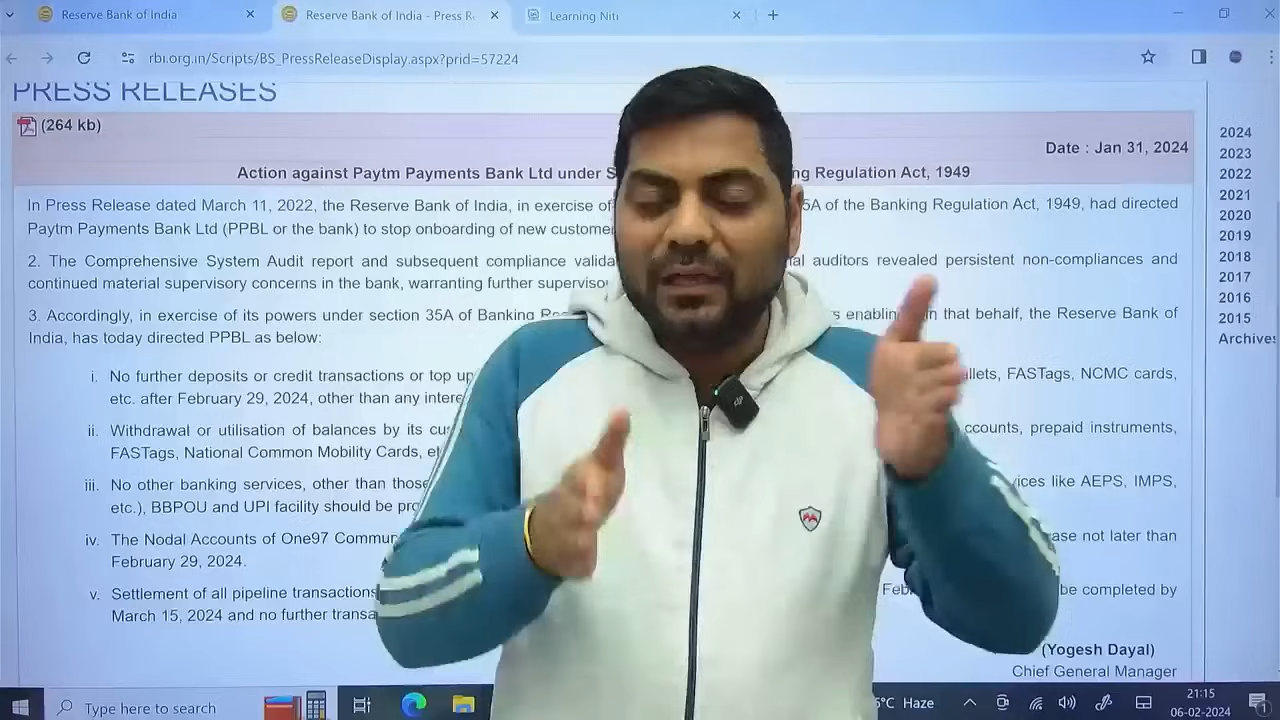 Reserve Bank of India
Reserve Bank of India - Press R
Learning Niti
rbi.org.in/Scripts/BS_PressReleaseDisplay.aspx?prid=57224
PRESS RELEASES
(264 kb)
Date : Jan 31, 2024
Action against Paytm Payments Bank Ltd under S ng Regulation Act, 1949
In Press Release dated March 11, 2022, the Reserve Bank of India, in exercise of 5A of the Banking Regulation Act, 1949, had directed
Paytm Payments Bank Ltd (PPBL or the bank) to stop onboarding of new custome
2. The Comprehensive System Audit report and subsequent compliance valida al auditors revealed persistent non-compliances and
continued material supervisory concerns in the bank, warranting further superviso
3. Accordingly, in exercise of its powers under section 35A of Banking Re s enabling in that behalf, the Reserve Bank of
India, has today directed PPBL as below:
i. No further deposits or credit transactions or top up allets, FASTags, NCMC cards,
etc. after February 29, 2024, other than any intere
ii. Withdrawal or utilisation of balances by its cu ccounts, prepaid instruments,
FASTags, National Common Mobility Cards, et
iii. No other banking services, other than those vices like AEPS, IMPS,
etc.), BBPOU and UPI facility should be pro
iv. The Nodal Accounts of One97 Commun ase not later than
February 29, 2024.
v. Settlement of all pipeline transactions Feb be completed by
March 15, 2024 and no further transa
(Yogesh Dayal)
Chief General Manager
2024
2023
2022
2021
2020
2019
2018
2017
2016
2015
Archives
Type here to search
5°C Haze
21:15
06-02-2024
1